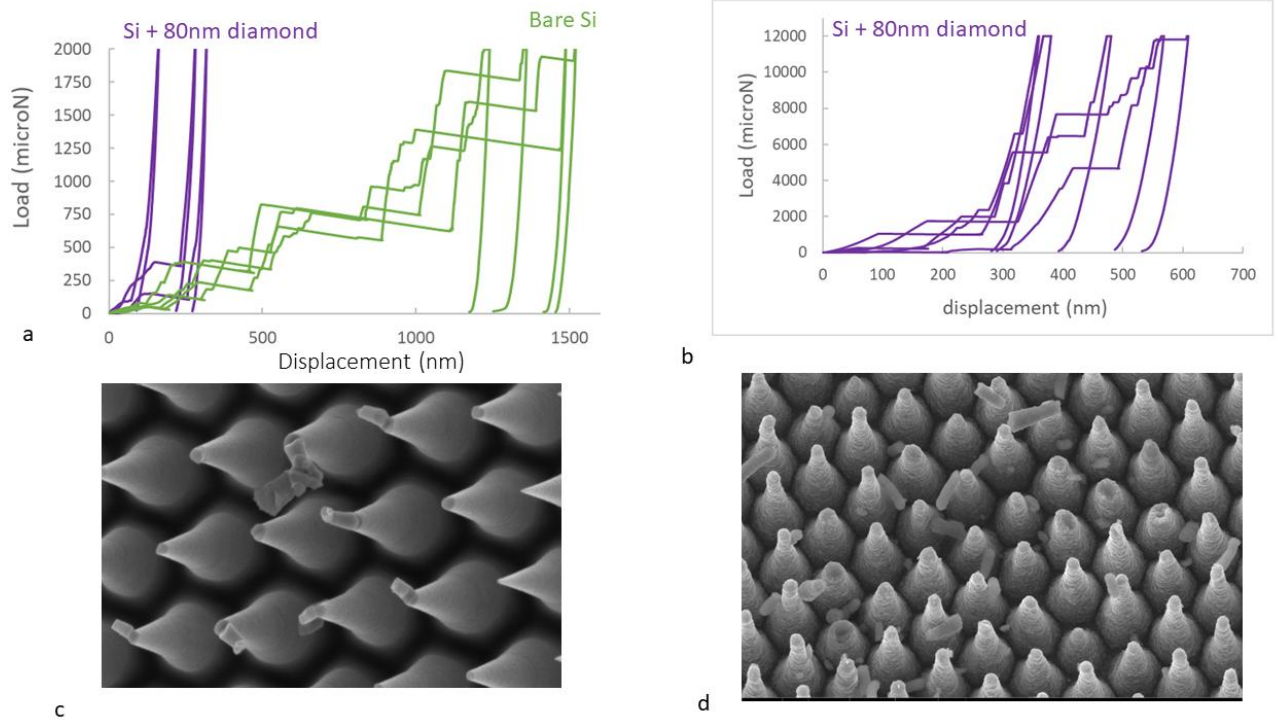 Si + 80nm diamond
Bare Si
2000
1750
1500
1250
1000
750
500
250
0
Load (microN)
0 500 1000 1500
Displacement (nm)
a
Si + 80nm diamond
12000
10000
8000
6000
4000
2000
0
Load (microN)
0 100 200 300 400 500 600 700
displacement (nm)
b
c
d